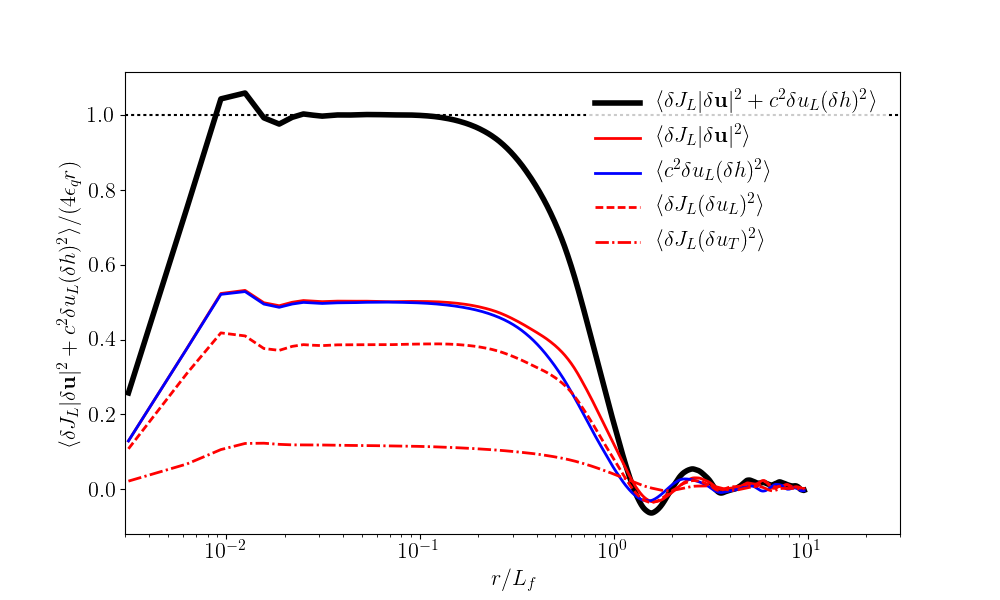 ⟨δJ_L|δ𝐮|² + c²δu_L(δh)²⟩
⟨δJ_L|δ𝐮|²⟩
⟨c²δu_L(δh)²⟩
⟨δJ_L(δu_L)²⟩
⟨δJ_L(δu_T)²⟩
⟨δJ_L|δ𝐮|² + c²δu_L(δh)²⟩/(4ϵ_q r)
1.0
0.8
0.6
0.4
0.2
0.0
10⁻² 10⁻¹ 10⁰ 10¹
r/L_f